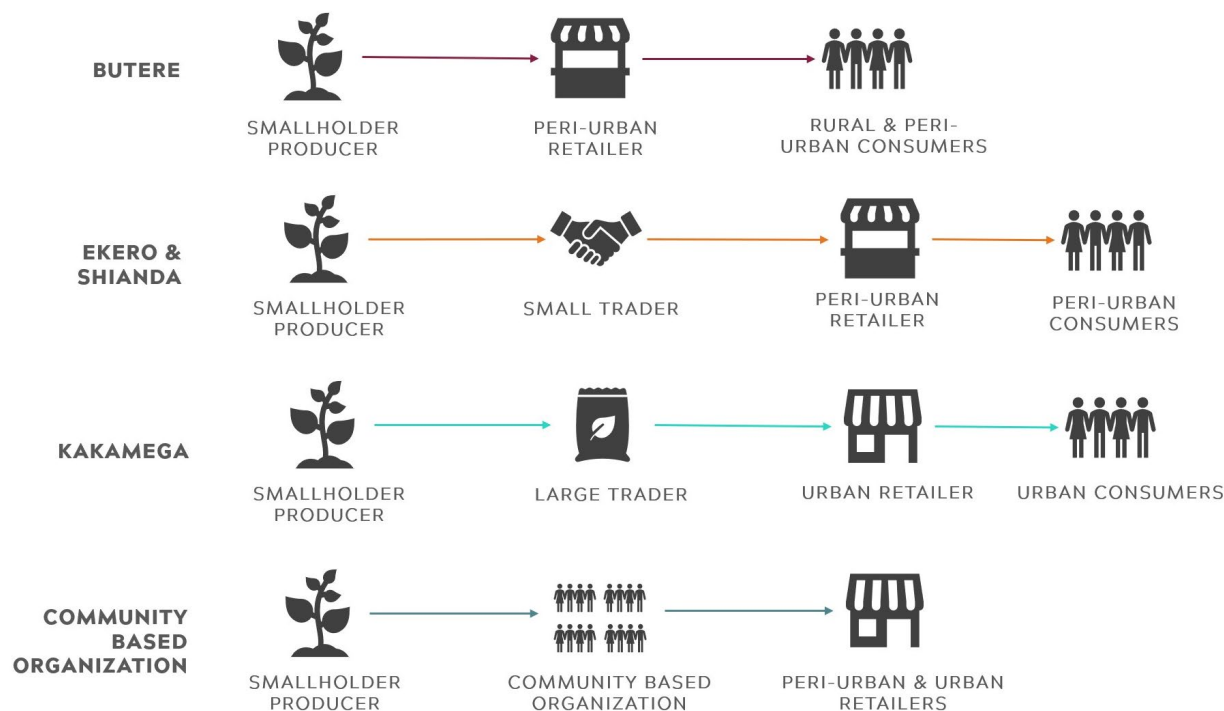 BUTERE
SMALLHOLDER
PRODUCER
PERI-URBAN
RETAILER
RURAL & PERI-
URBAN CONSUMERS
EKERO &
SHIANDA
SMALLHOLDER
PRODUCER
SMALL TRADER
PERI-URBAN
RETAILER
PERI-URBAN
CONSUMERS
KAKAMEGA
SMALLHOLDER
PRODUCER
LARGE TRADER
URBAN RETAILER
URBAN CONSUMERS
COMMUNITY
BASED
ORGANIZATION
SMALLHOLDER
PRODUCER
COMMUNITY BASED
ORGANIZATION
PERI-URBAN & URBAN
RETAILERS